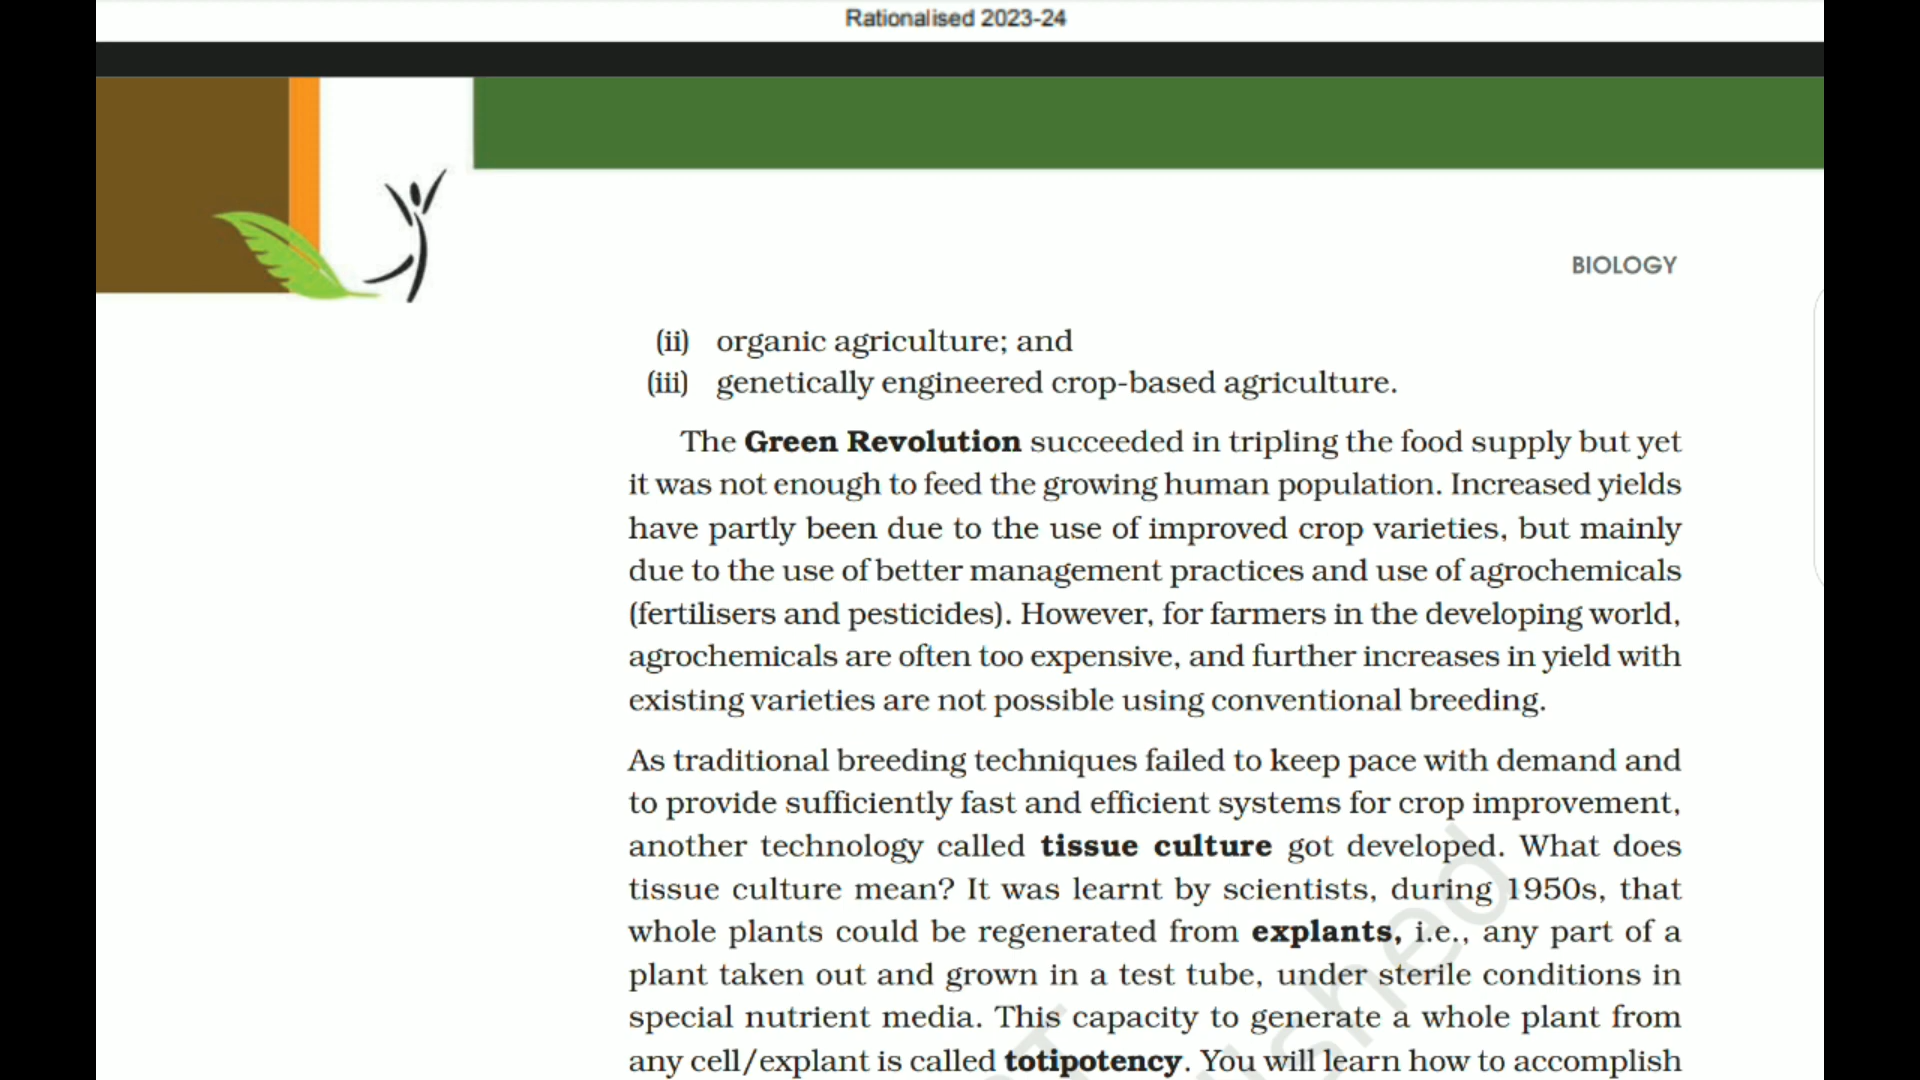 Rationalised 2023-24
BIOLOGY
(ii) organic agriculture; and
(iii) genetically engineered crop-based agriculture.
The Green Revolution succeeded in tripling the food supply but yet
it was not enough to feed the growing human population. Increased yields
have partly been due to the use of improved crop varieties, but mainly
due to the use of better management practices and use of agrochemicals
(fertilisers and pesticides). However, for farmers in the developing world,
agrochemicals are often too expensive, and further increases in yield with
existing varieties are not possible using conventional breeding.
As traditional breeding techniques failed to keep pace with demand and
to provide sufficiently fast and efficient systems for crop improvement,
another technology called tissue culture got developed. What does
tissue culture mean? It was learnt by scientists, during 1950s, that
whole plants could be regenerated from explants, i.e., any part of a
plant taken out and grown in a test tube, under sterile conditions in
special nutrient media. This capacity to generate a whole plant from
any cell/explant is called totipotency. You will learn how to accomplish